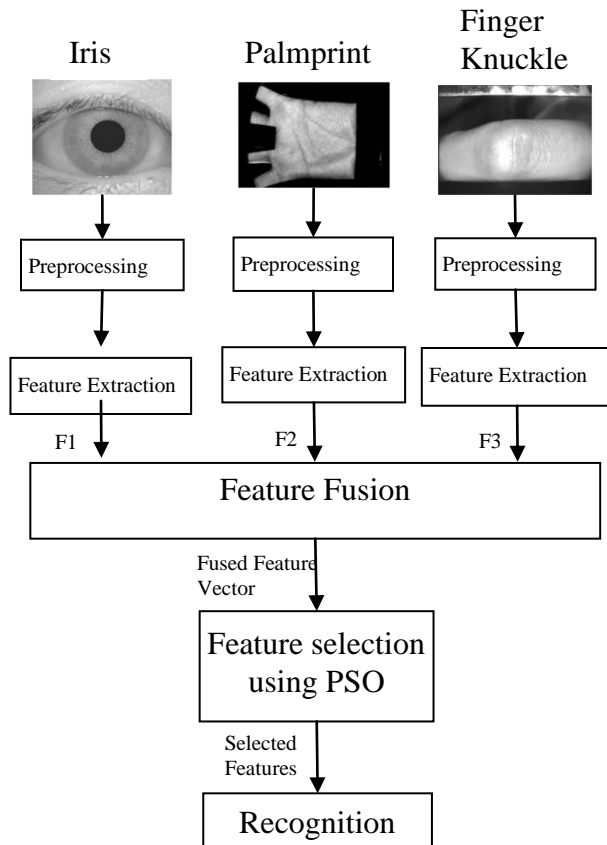 Iris
Palmprint
Finger
Knuckle
Preprocessing
Preprocessing
Preprocessing
Feature Extraction
Feature Extraction
Feature Extraction
F1
F2
F3
Feature Fusion
Fused Feature
Vector
Feature selection
using PSO
Selected
Features
Recognition